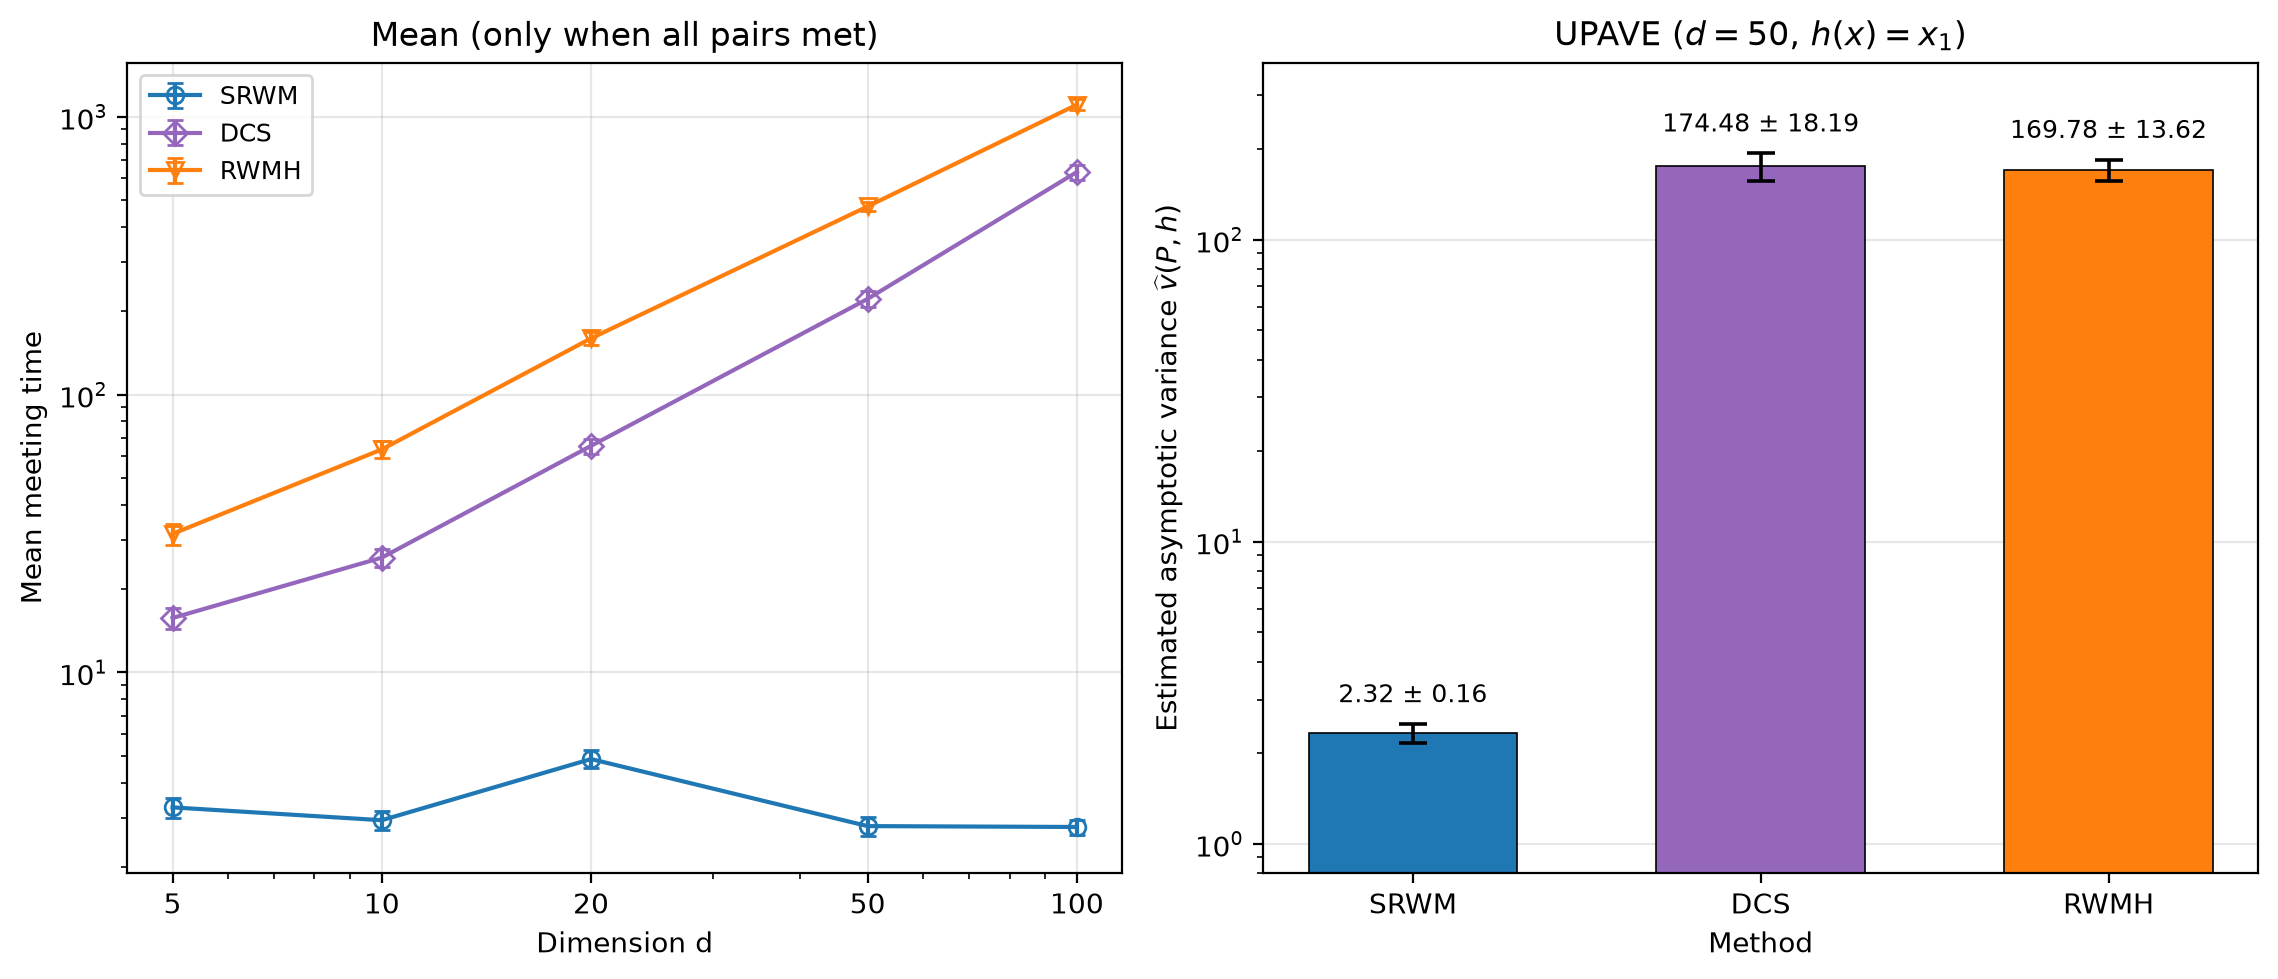 Mean (only when all pairs met)
SRWM
DCS
RWMH
10³
10²
10¹
Mean meeting time
5
10
20
50
100
Dimension d
UPAVE (d = 50, h(x) = x₁)
174.48 ± 18.19
169.78 ± 13.62
2.32 ± 0.16
10²
10¹
10⁰
Estimated asymptotic variance v̂(P, h)
SRWM
DCS
RWMH
Method